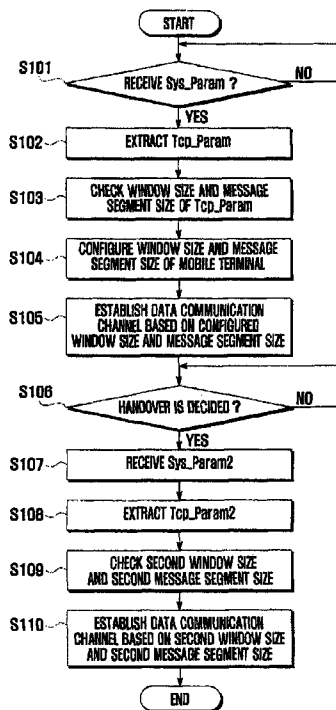 START
S101
RECEIVE Sys_Param ?
NO
YES
S102
EXTRACT Tcp_Param
S103
CHECK WINDOW SIZE AND MESSAGE
SEGMENT SIZE OF Tcp_Param
S104
CONFIGURE WINDOW SIZE AND MESSAGE
SEGMENT SIZE OF MOBILE TERMINAL
S105
ESTABLISH DATA COMMUNICATION
CHANNEL BASED ON CONFIGURED
WINDOW SIZE AND MESSAGE SEGMENT SIZE
S106
HANDOVER IS DECIDED ?
NO
YES
S107
RECEIVE Sys_Param2
S108
EXTRACT Tcp_Param2
S109
CHECK SECOND WINDOW SIZE
AND SECOND MESSAGE SEGMENT SIZE
S110
ESTABLISH DATA COMMUNICATION
CHANNEL BASED ON SECOND WINDOW SIZE
AND SECOND MESSAGE SEGMENT SIZE
END